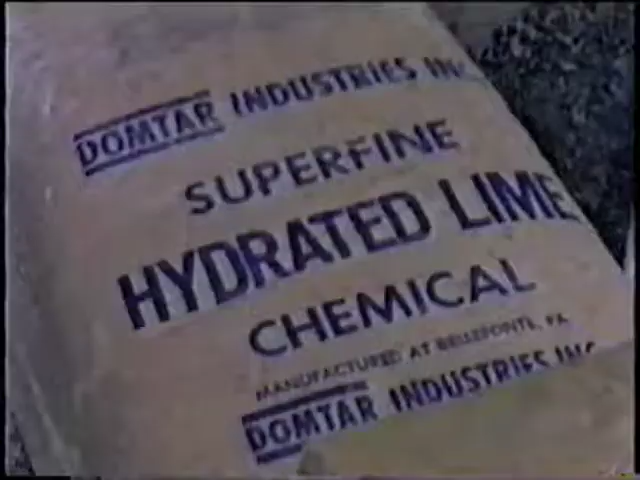 DOMTAR INDUSTRIES INC
SUPERFINE
HYDRATED LIME
CHEMICAL
MANUFACTURED AT BELLEFONTE, PA.
DOMTAR INDUSTRIES INC